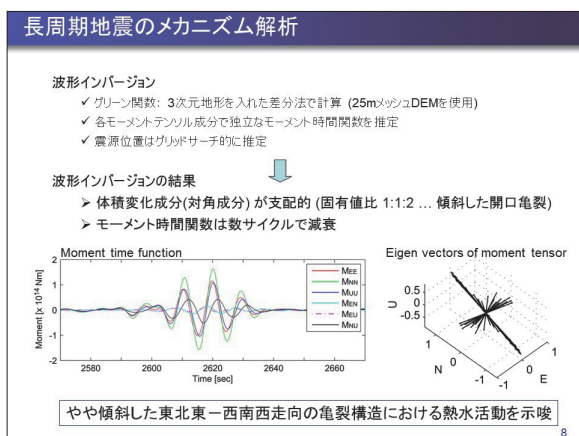 長周期地震のメカニズム解析
波形インバージョン
✓ グリーン関数: 3次元地形を入れた差分法で計算 (25mメッシュDEMを使用)
✓ 各モーメントテンソル成分で独立なモーメント時間関数を推定
✓ 震源位置はグリッドサーチ的に推定
波形インバージョンの結果
➢ 体積変化成分(対角成分) が支配的 (固有値比 1:1:2 … 傾斜した開口亀裂)
➢ モーメント時間関数は数サイクルで減衰
Moment time function
Moment [x 10¹⁴ Nm]
2
1
0
-1
-2
2580
2600
2620
2640
2660
Time [sec]
MEE
MNN
MUU
MEN
MEU
MNU
Eigen vectors of moment tensor
U
0.5
0
-0.5
1
0
-1
N
-1
0
1
E
やや傾斜した東北東－西南西走向の亀裂構造における熱水活動を示唆
8